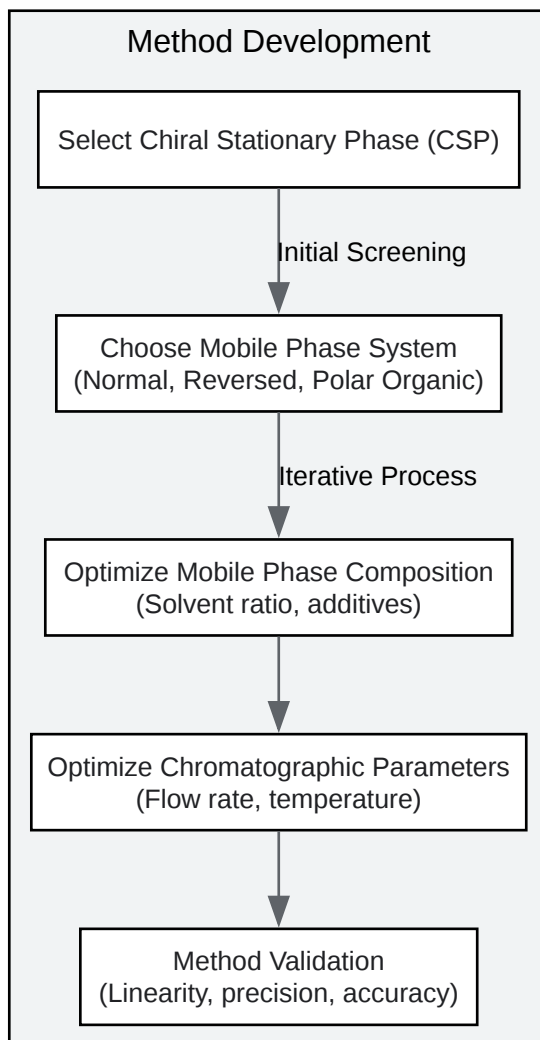 Method Development
Select Chiral Stationary Phase (CSP)
Initial Screening
Choose Mobile Phase System
(Normal, Reversed, Polar Organic)
Iterative Process
Optimize Mobile Phase Composition
(Solvent ratio, additives)
Optimize Chromatographic Parameters
(Flow rate, temperature)
Method Validation
(Linearity, precision, accuracy)